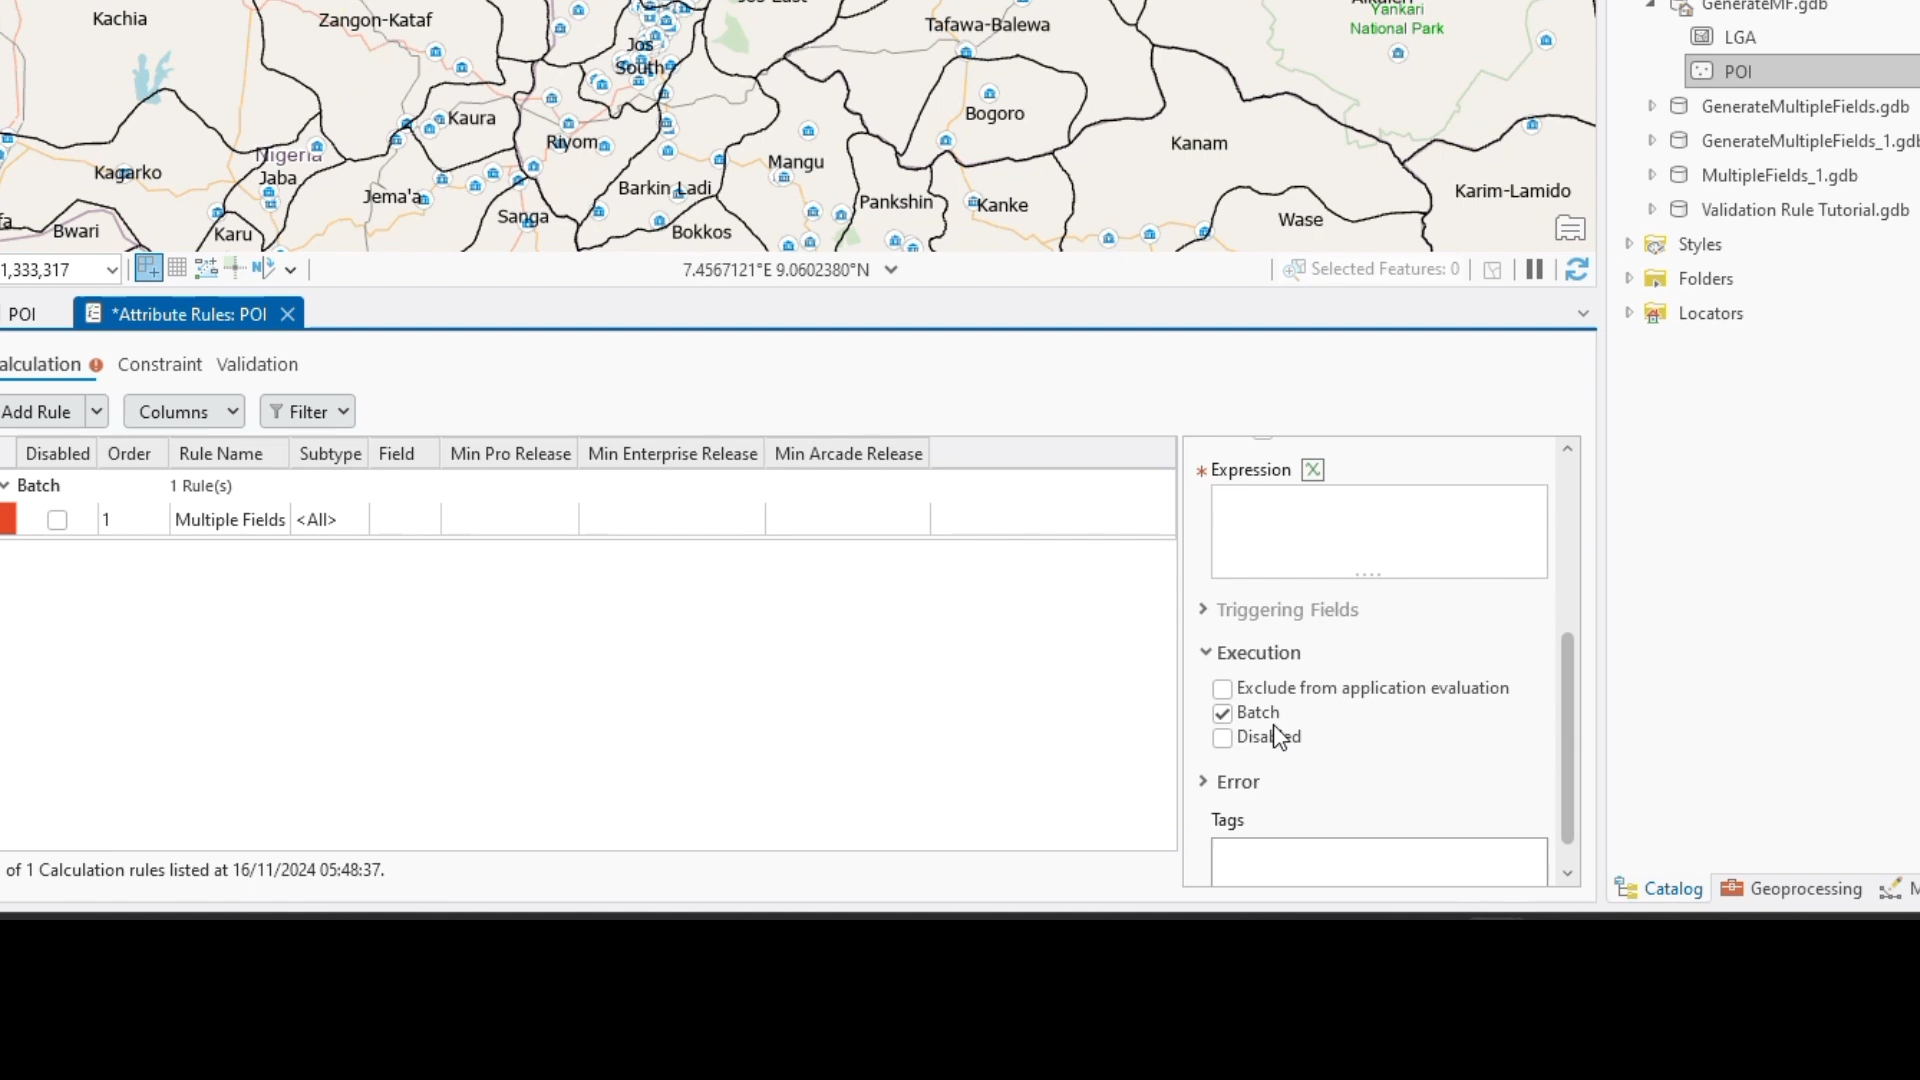 Kachia
Zangon-Kataf
Jos
South
Tafawa-Balewa
Yankari
National Park
Kaura
Riyom
Bogoro
Kanam
Nigeria
Kagarko
Jaba
Jema'a
Mangu
Barkin Ladi
Pankshin
Kanke
Karim-Lamido
Sanga
Wase
Bwari
Karu
Bokkos
1,333,317
7.4567121°E 9.0602380°N
Selected Features: 0
POI
*Attribute Rules: POI
alculation
Constraint
Validation
Add Rule
Columns
Filter
Disabled
Order
Rule Name
Subtype
Field
Min Pro Release
Min Enterprise Release
Min Arcade Release
Batch
1 Rule(s)
1
Multiple Fields
<All>
of 1 Calculation rules listed at 16/11/2024 05:48:37.
Expression
Triggering Fields
Execution
Exclude from application evaluation
Batch
Disabled
Error
Tags
GenerateMF.gdb
LGA
POI
GenerateMultipleFields.gdb
GenerateMultipleFields_1.gdb
MultipleFields_1.gdb
Validation Rule Tutorial.gdb
Styles
Folders
Locators
Catalog
Geoprocessing